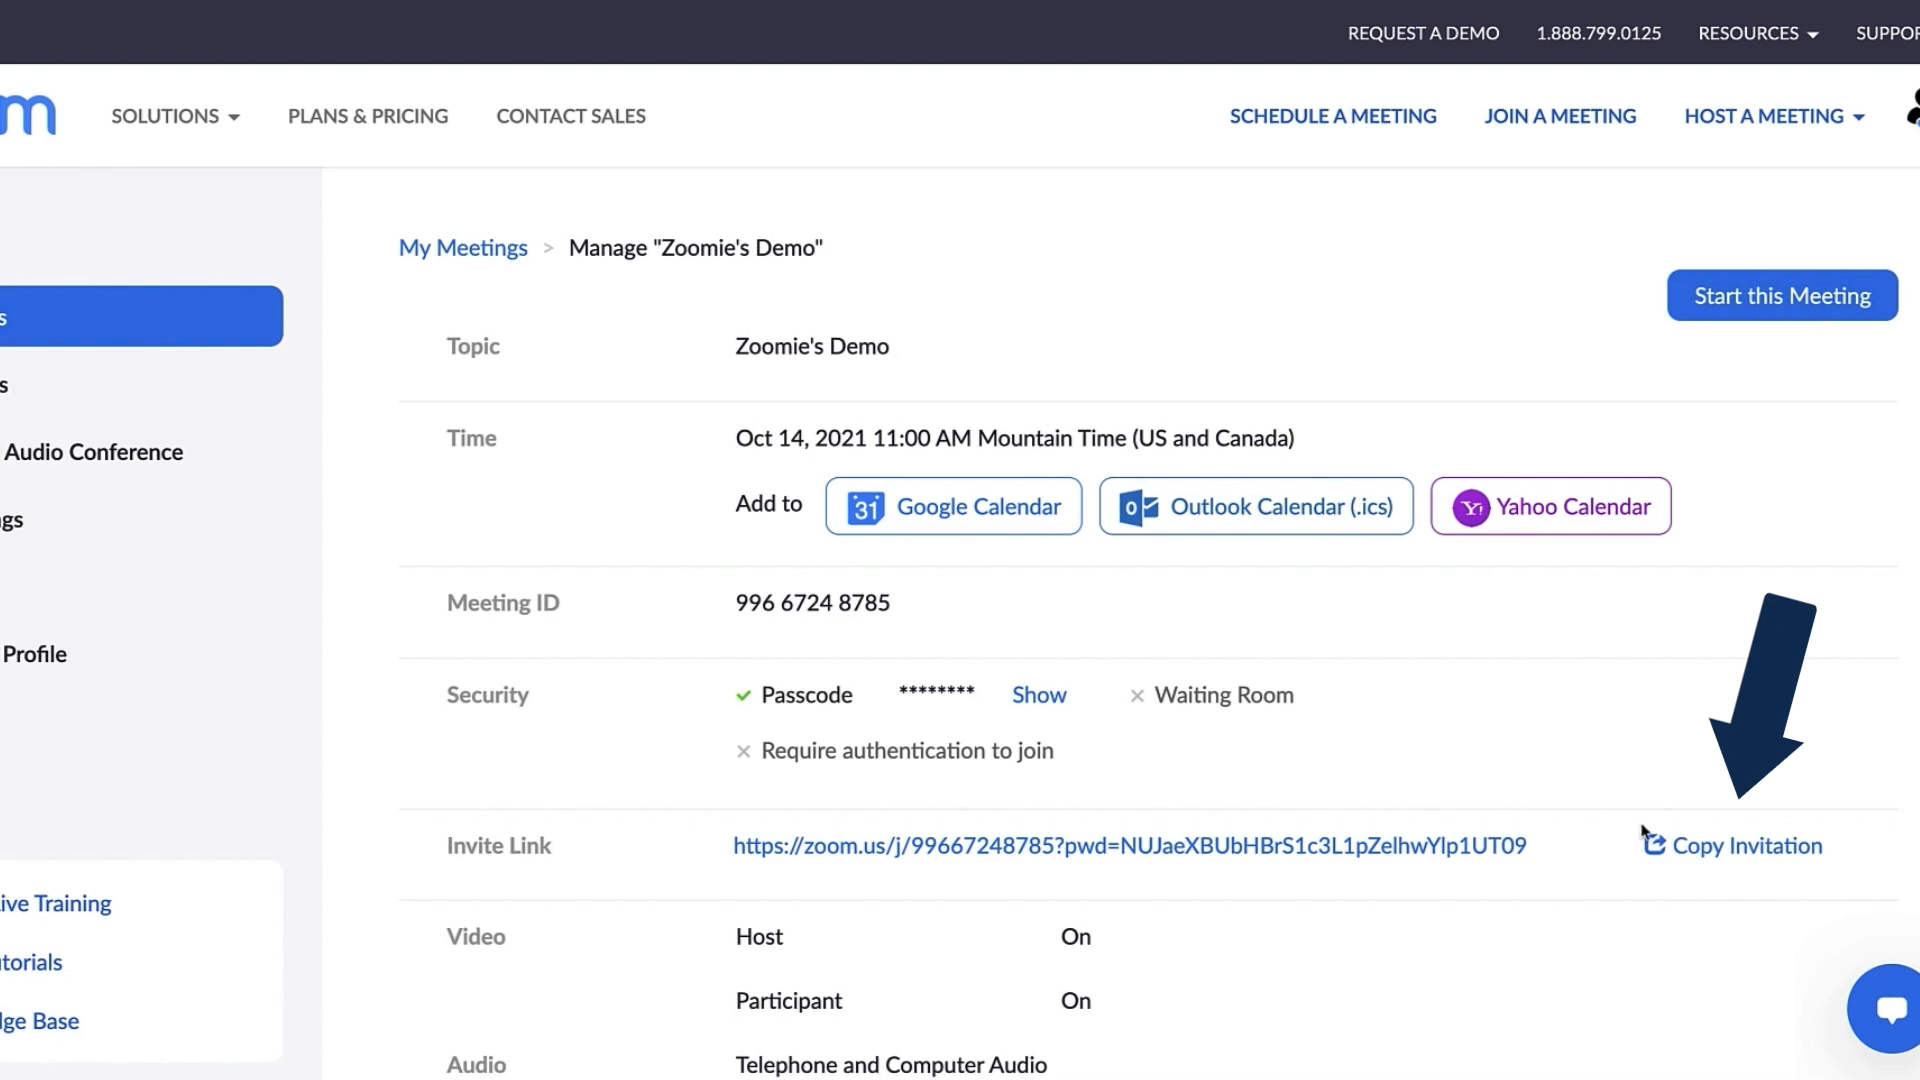 REQUEST A DEMO 1.888.799.0125 RESOURCES SUPPOR
m SOLUTIONS PLANS & PRICING CONTACT SALES SCHEDULE A MEETING JOIN A MEETING HOST A MEETING
My Meetings > Manage "Zoomie's Demo"
Start this Meeting
s
Topic Zoomie's Demo
s
Time Oct 14, 2021 11:00 AM Mountain Time (US and Canada)
Audio Conference
Add to 31 Google Calendar Outlook Calendar (.ics) Y! Yahoo Calendar
gs
Meeting ID 996 6724 8785
Profile
Security Passcode ******** Show Waiting Room
Require authentication to join
Invite Link https://zoom.us/j/99667248785?pwd=NUJaeXBUbHBrS1c3L1pZelhwYlp1UT09 Copy Invitation
ive Training
Video Host On
torials
Participant On
dge Base
Audio Telephone and Computer Audio